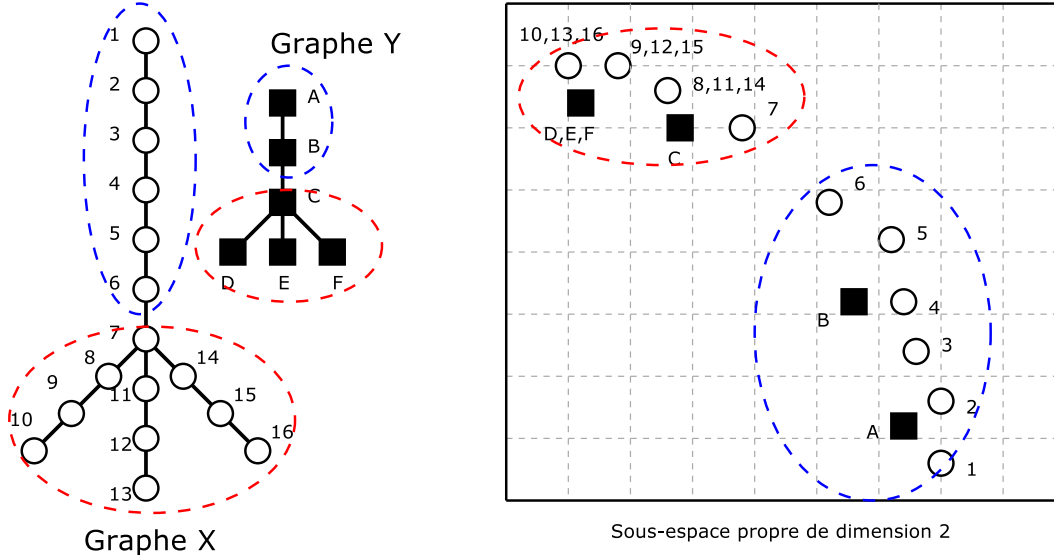 1
2
3
4
5
6
7
8
9
10
11
12
13
14
15
16
Graphe X
Graphe Y
A
B
C
D
E
F
10,13,16
9,12,15
8,11,14
7
D,E,F
C
6
5
4
B
3
2
A
1
Sous-espace propre de dimension 2